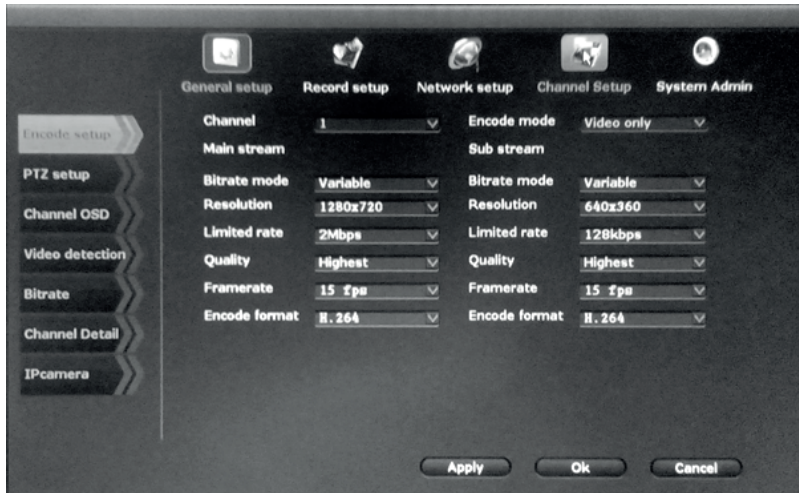 General setup Record setup Network setup Channel Setup System Admin
Encode setup
PTZ setup
Channel OSD
Video detection
Bitrate
Channel Detail
IPcamera
Channel 1 Encode mode Video only
Main stream Sub stream
Bitrate mode Variable Bitrate mode Variable
Resolution 1280x720 Resolution 640x360
Limited rate 2Mbps Limited rate 128kbps
Quality Highest Quality Highest
Framerate 15 fps Framerate 15 fps
Encode format H.264 Encode format H.264
Apply Ok Cancel